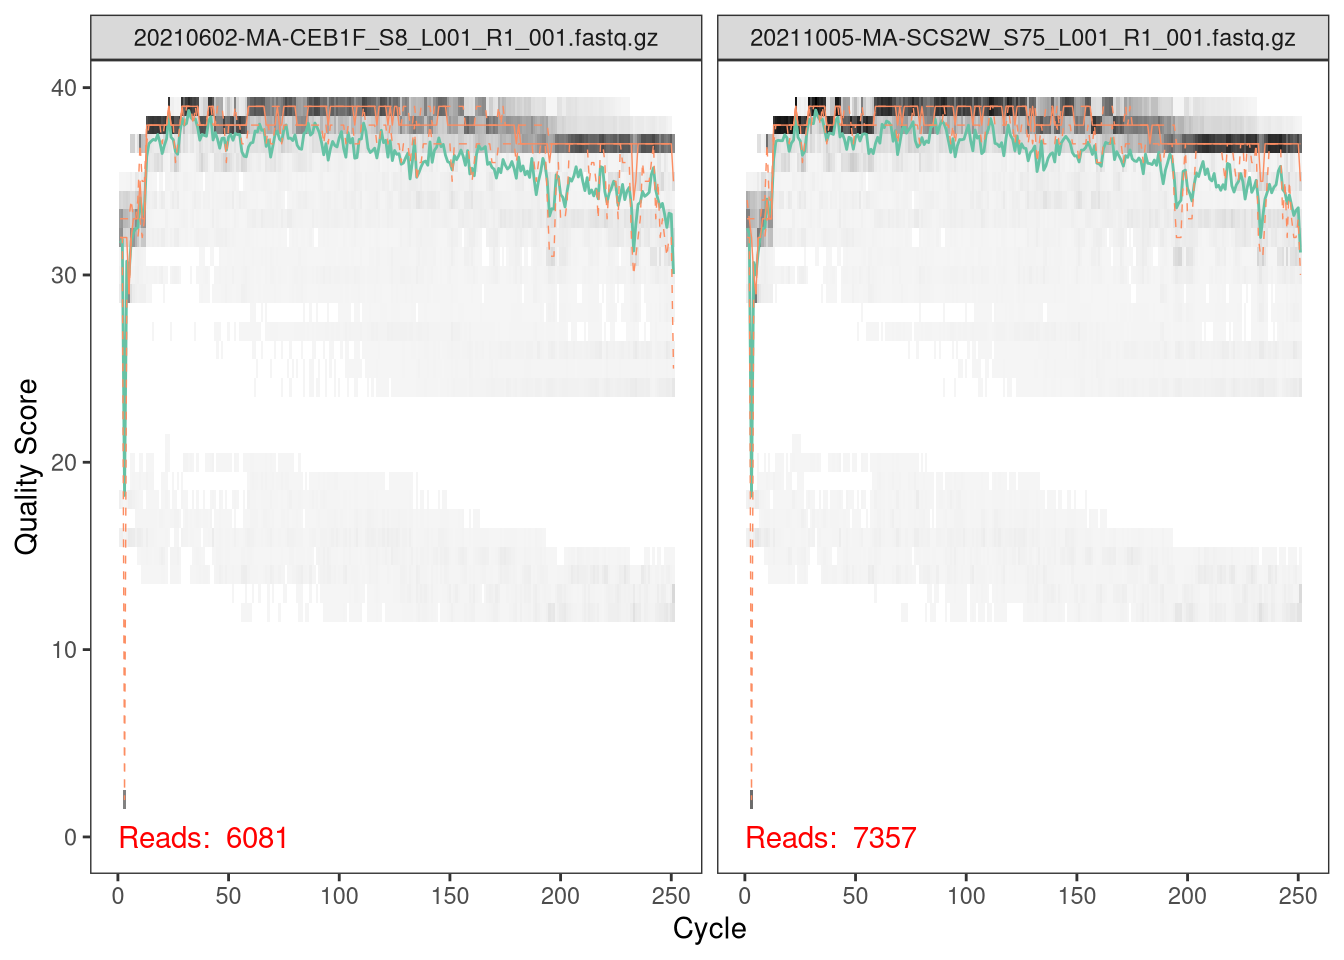 20210602-MA-CEB1F_S8_L001_R1_001.fastq.gz
20211005-MA-SCS2W_S75_L001_R1_001.fastq.gz
40
30
20
10
0
Quality Score
Reads: 6081
Reads: 7357
0 50 100 150 200 250
0 50 100 150 200 250
Cycle